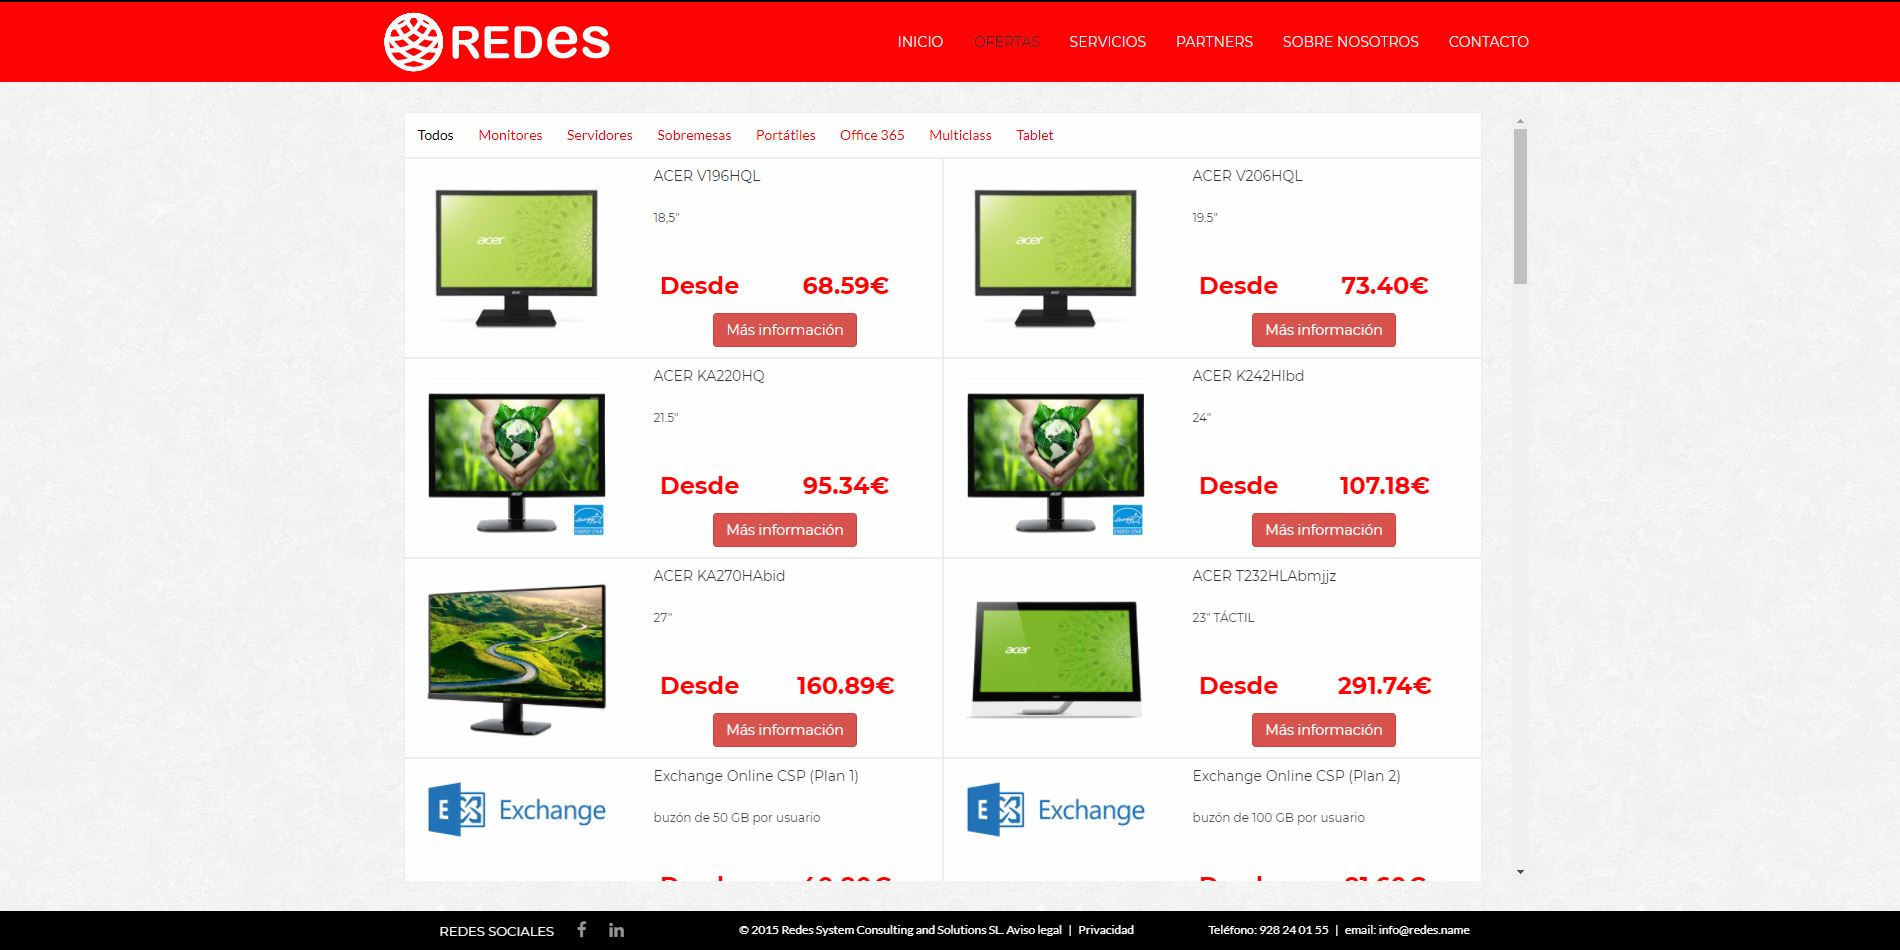 REDES
INICIO OFERTAS SERVICIOS PARTNERS SOBRE NOSOTROS CONTACTO
Todos Monitores Servidores Sobremesas Portátiles Office 365 Multiclass Tablet
ACER V196HQL
18,5"
acer
Desde 68.59€
Más información
ACER V206HQL
19.5"
acer
Desde 73.40€
Más información
ACER KA220HQ
21.5"
Desde 95.34€
Más información
ACER K242Hlbd
24"
Desde 107.18€
Más información
ACER KA270HAbid
27"
Desde 160.89€
Más información
ACER T232HLAbmjjz
23" TÁCTIL
acer
Desde 291.74€
Más información
Exchange Online CSP (Plan 1)
E Exchange
buzón de 50 GB por usuario
Exchange Online CSP (Plan 2)
E Exchange
buzón de 100 GB por usuario
REDES SOCIALES f in © 2015 Redes System Consulting and Solutions SL. Aviso legal | Privacidad Teléfono: 928 24 01 55 | email: info@redes.name